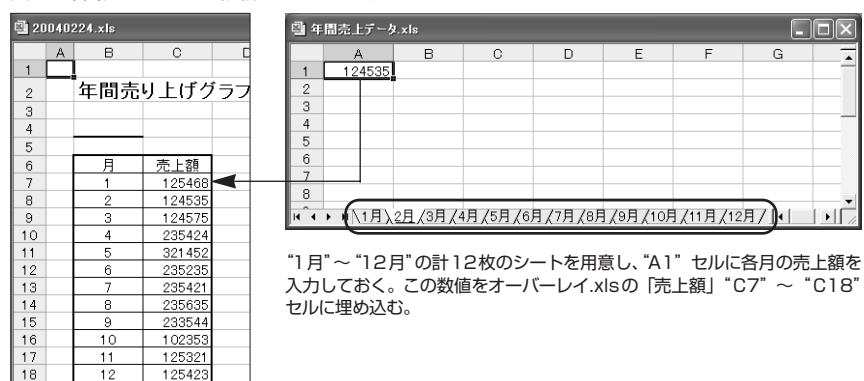 20040224.xls
A B C D
1
2 年間売り上げグラフ
3
4
5
6 月 売上額
7 1 125468
8 2 124535
9 3 124575
10 4 235424
11 5 321452
12 6 235235
13 7 235421
14 8 235635
15 9 233544
16 10 102353
17 11 125321
18 12 125423
年間売上データ.xls
A B C D E F G
1 124535
2
3
4
5
6
7
8
1月 2月 3月 4月 5月 6月 7月 8月 9月 10月 11月 12月
“1月”~“12月”の計12枚のシートを用意し、“A1” セルに各月の売上額を
入力しておく。この数値をオーバーレイ.xlsの「売上額」“C7” ~ “C18”
セルに埋め込む。